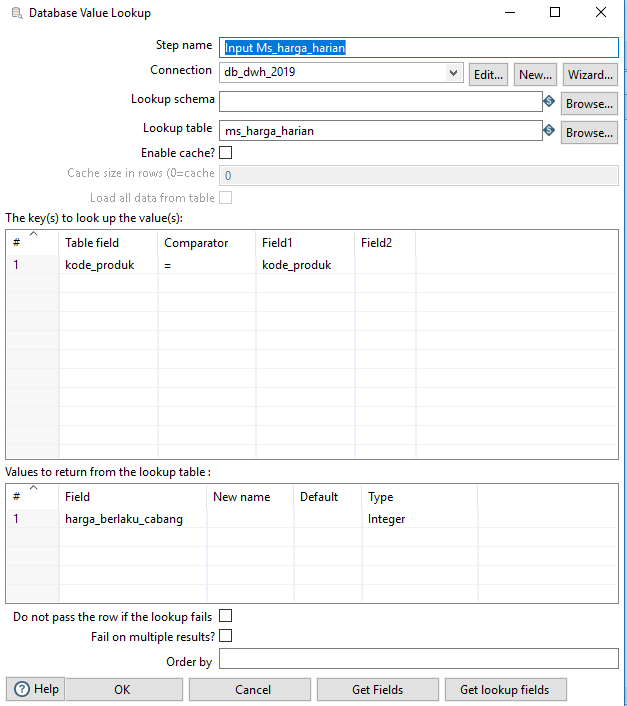 Database Value Lookup
Step name Input Ms_harga_harian
Connection db_dwh_2019 Edit... New... Wizard...
Lookup schema Browse...
Lookup table ms_harga_harian Browse...
Enable cache?
Cache size in rows (0=cache 0
Load all data from table
The key(s) to look up the value(s):
# Table field Comparator Field1 Field2
1 kode_produk = kode_produk
Values to return from the lookup table :
# Field New name Default Type
1 harga_berlaku_cabang Integer
Do not pass the row if the lookup fails
Fail on multiple results?
Order by
Help OK Cancel Get Fields Get lookup fields